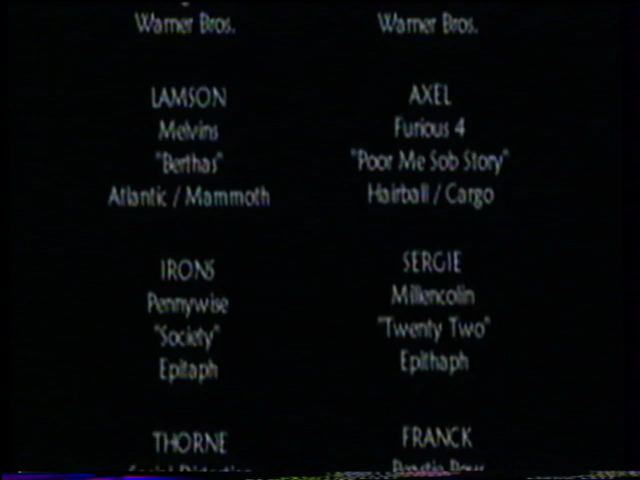 Warner Bros.
LAMSON
Melvins
"Berthas"
Atlantic / Mammoth
IRONS
Pennywise
"Society"
Epitaph
THORNE
Warner Bros.
AXEL
Furious 4
"Poor Me Sob Story"
Hairball / Cargo
SERGIE
Millencolin
"Twenty Two"
Epithaph
FRANCK